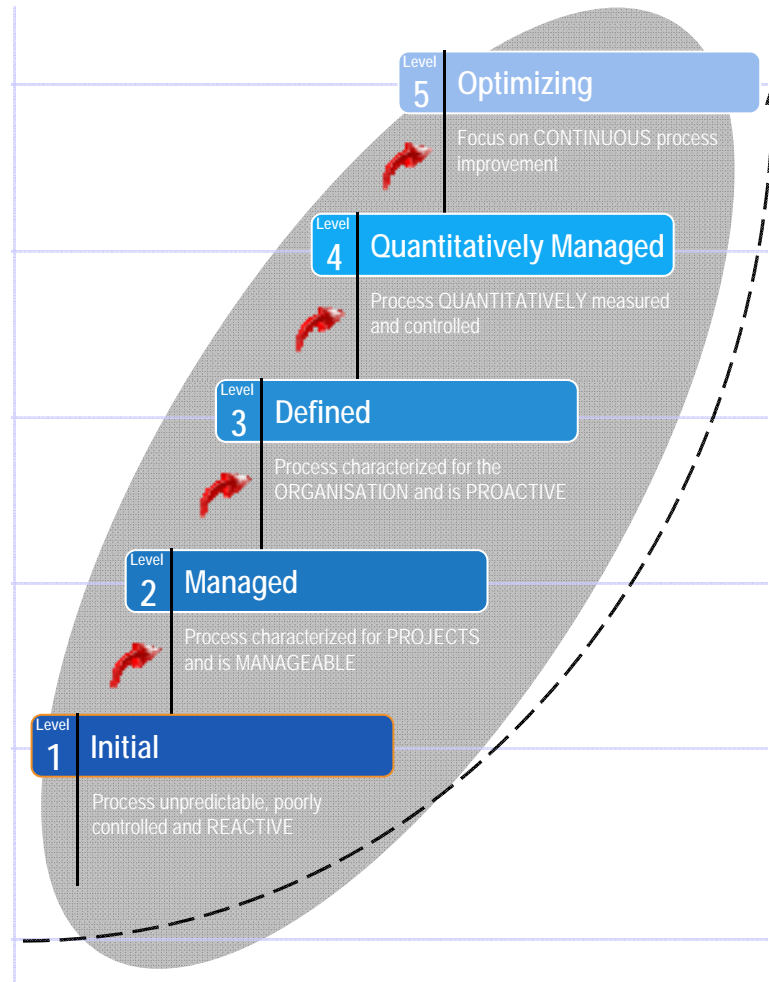 Level
5
Optimizing
Focus on CONTINUOUS process
improvement
Level
4
Quantitatively Managed
Process QUANTITATIVELY measured
and controlled
Level
3
Defined
Process characterized for the
ORGANISATION and is PROACTIVE
Level
2
Managed
Process characterized for PROJECTS
and is MANAGEABLE
Level
1
Initial
Process unpredictable, poorly
controlled and REACTIVE